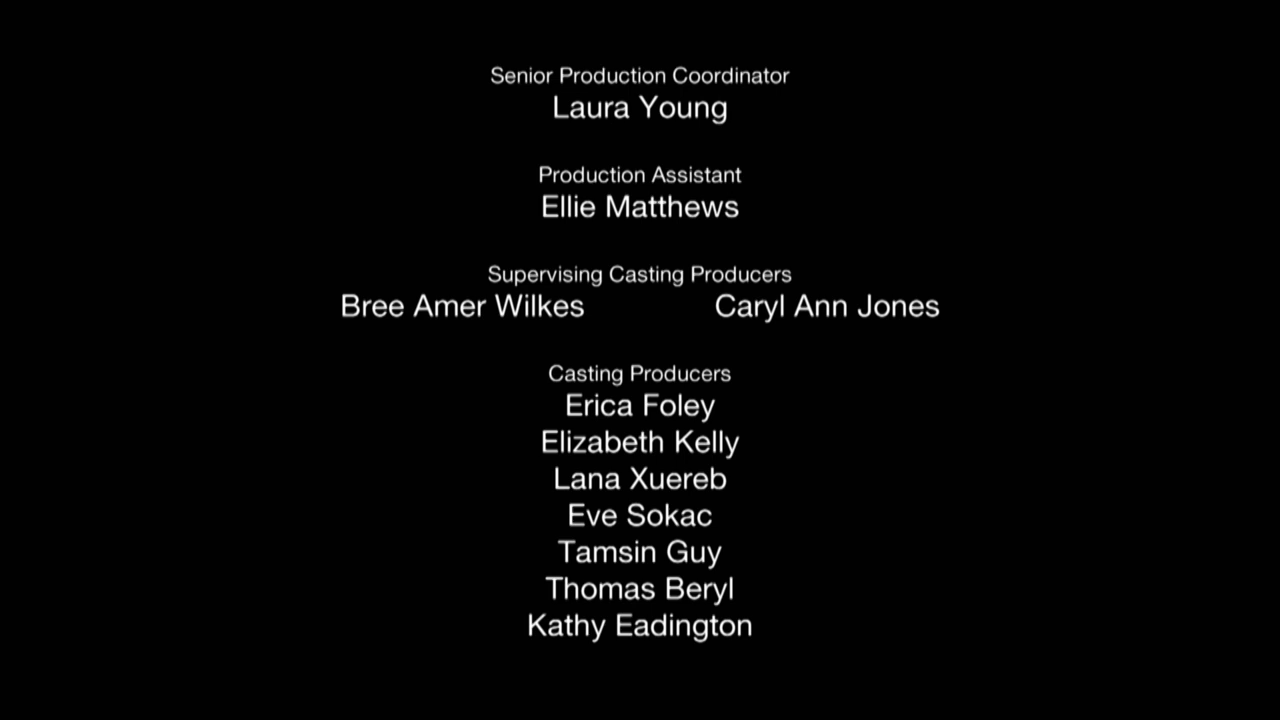 Senior Production Coordinator
Laura Young
Production Assistant
Ellie Matthews
Supervising Casting Producers
Bree Amer Wilkes Caryl Ann Jones
Casting Producers
Erica Foley
Elizabeth Kelly
Lana Xuereb
Eve Sokac
Tamsin Guy
Thomas Beryl
Kathy Eadington